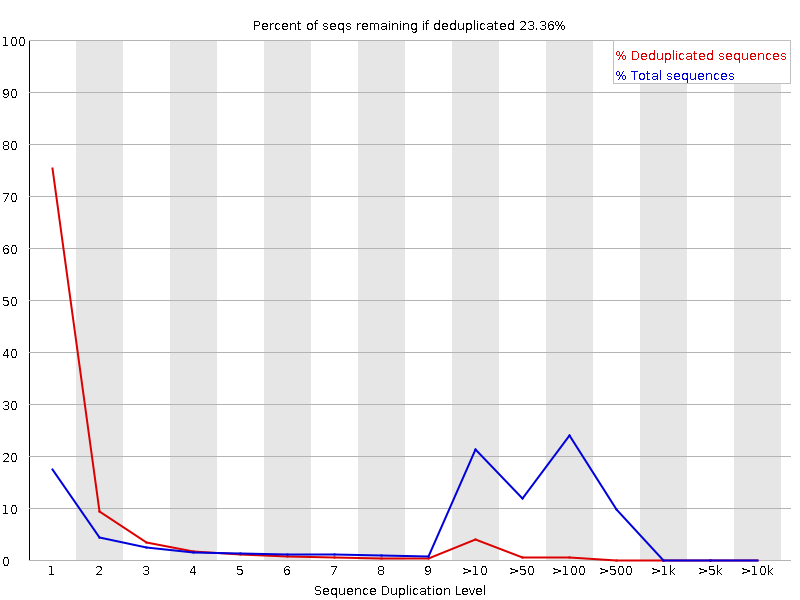 Percent of seqs remaining if deduplicated 23.36%
% Deduplicated sequences
% Total sequences
100
90
80
70
60
50
40
30
20
10
0
1 2 3 4 5 6 7 8 9 >10 >50 >100 >500 >1k >5k >10k
Sequence Duplication Level